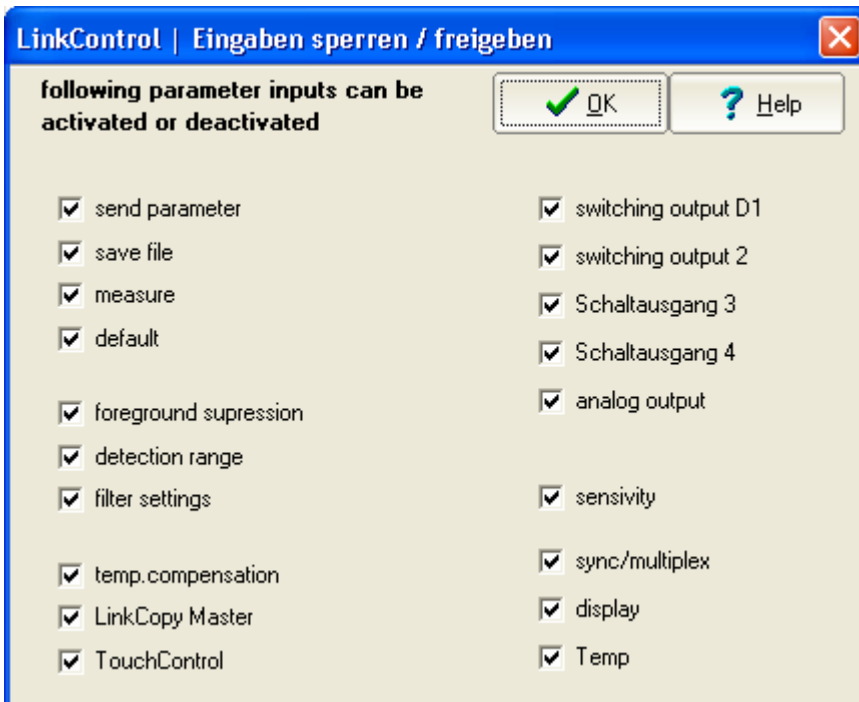 LinkControl | Eingaben sperren / freigeben
following parameter inputs can be
activated or deactivated
OK
Help
send parameter
save file
measure
default
foreground supression
detection range
filter settings
temp.compensation
LinkCopy Master
TouchControl
switching output D1
switching output 2
Schaltausgang 3
Schaltausgang 4
analog output
sensivity
sync/multiplex
display
Temp